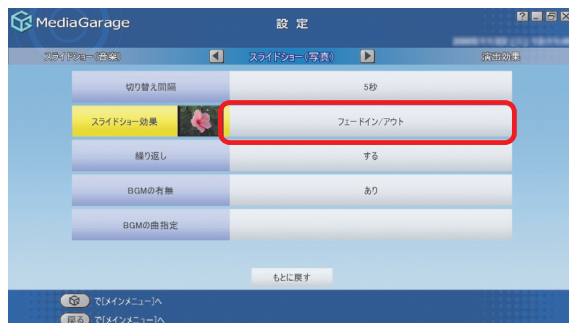 MediaGarage
設 定
スライドショー(音楽)
スライドショー(写真)
演出効果
切り替え間隔
5秒
スライドショー効果
フェードイン/アウト
繰り返し
する
BGMの有無
あり
BGMの曲指定
もとに戻す
で[メインメニュー]へ
戻る で[メインメニュー]へ